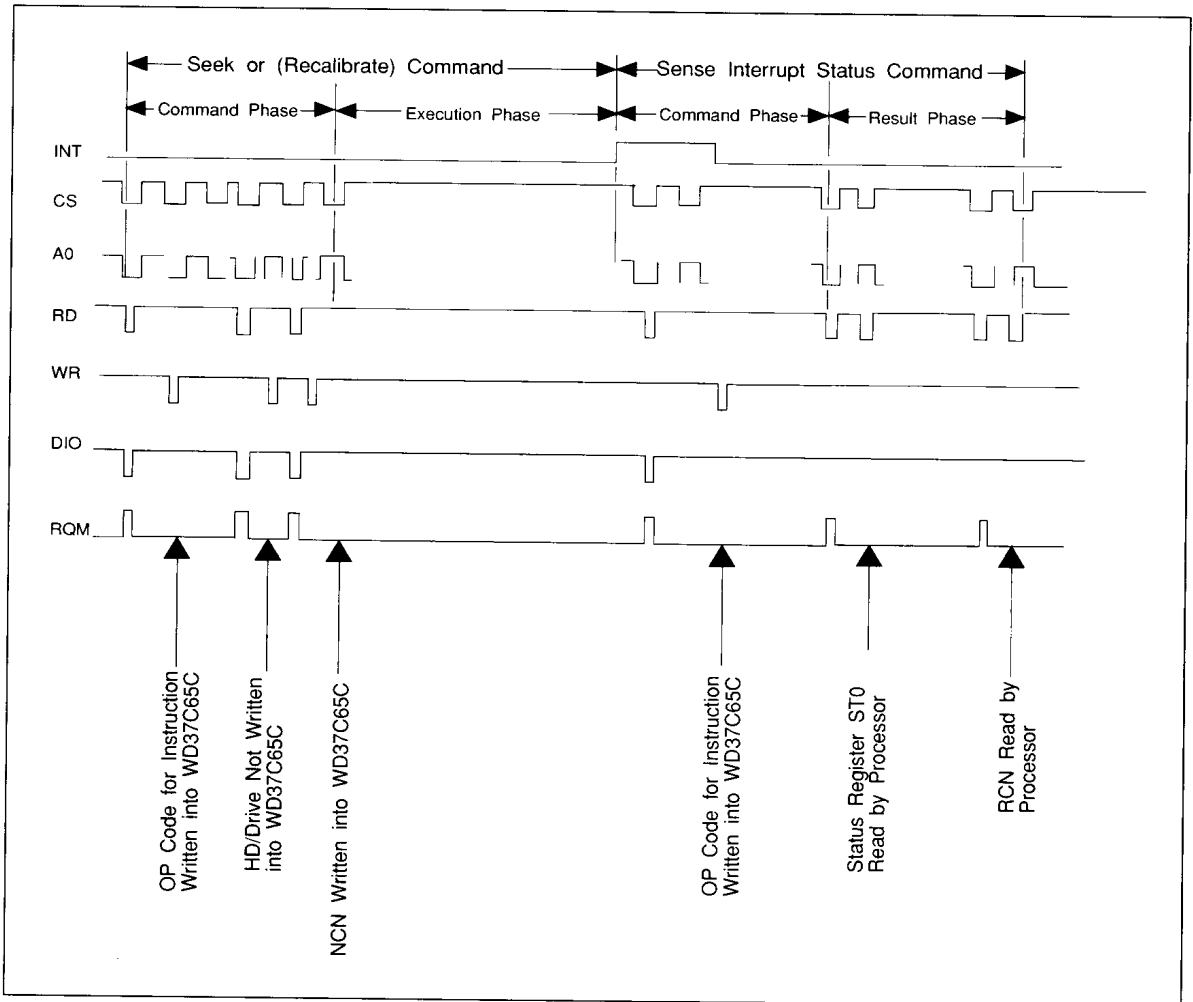 Seek or (Recalibrate) Command
Sense Interrupt Status Command
Command Phase
Execution Phase
Command Phase
Result Phase
INT
CS
A0
RD
WR
DIO
RQM
OP Code for Instruction
Written into WD37C65C
HD/Drive Not Written
into WD37C65C
NCN Written into WD37C65C
OP Code for Instruction
Written into WD37C65C
Status Register ST0
Read by Processor
RCN Read by
Processor